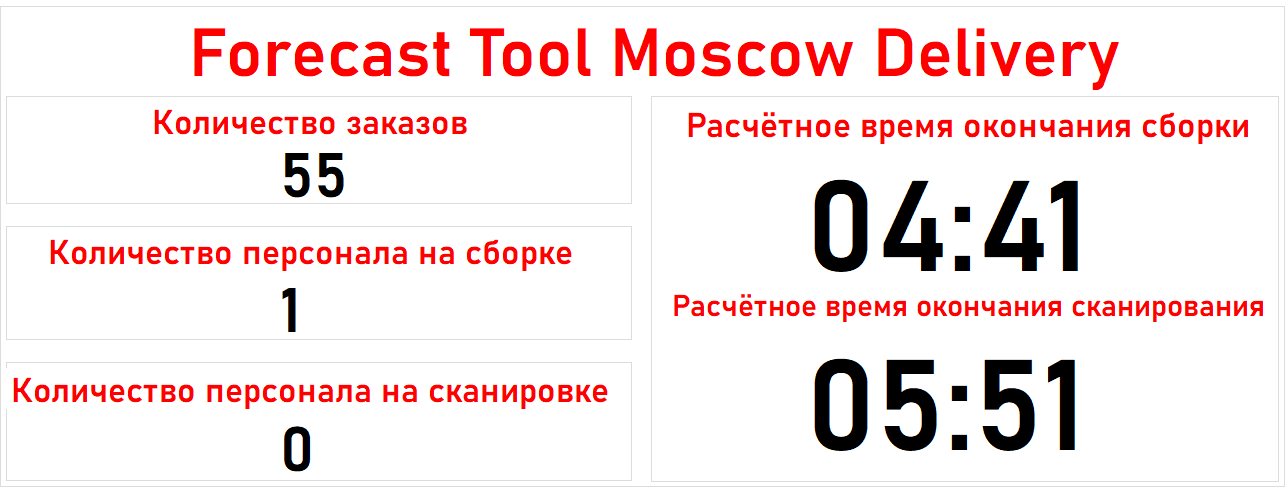 Forecast Tool Moscow Delivery
Количество заказов
55
Количество персонала на сборке
1
Количество персонала на сканировке
0
Расчётное время окончания сборки
04:41
Расчётное время окончания сканирования
05:51